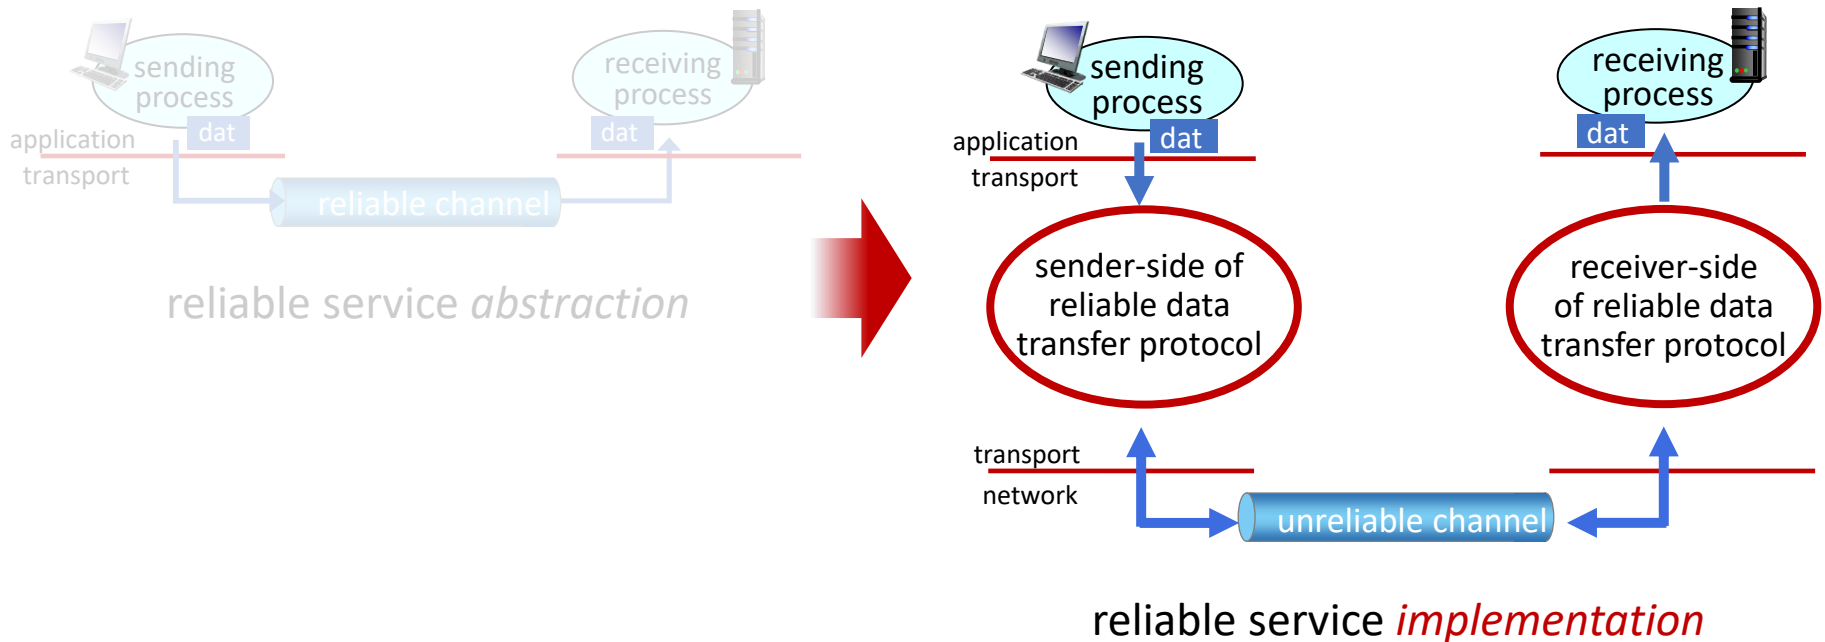 sending
process
receiving
process
dat
dat
application
transport
reliable channel
reliable service abstraction
sending
process
receiving
process
dat
dat
application
transport
sender-side of
reliable data
transfer protocol
receiver-side
of reliable data
transfer protocol
transport
network
unreliable channel
reliable service implementation